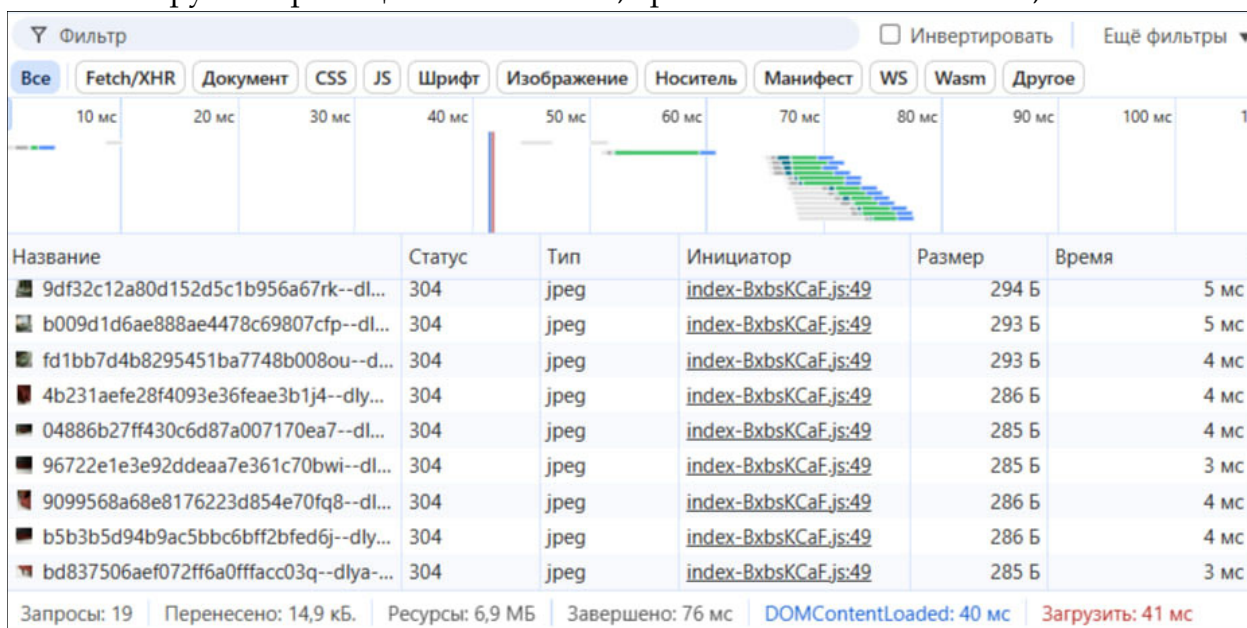 Фильтр Инвертировать Ещё фильтры
Все Fetch/XHR Документ CSS JS Шрифт Изображение Носитель Манифест WS Wasm Другое
10 мс 20 мс 30 мс 40 мс 50 мс 60 мс 70 мс 80 мс 90 мс 100 мс 1
Название Статус Тип Инициатор Размер Время
9df32c12a80d152d5c1b956a67rk--dl... 304 jpeg index-BxbsKCaF.js:49 294 Б 5 мс
b009d1d6ae888ae4478c69807cfp--dl... 304 jpeg index-BxbsKCaF.js:49 293 Б 5 мс
fd1bb7d4b8295451ba7748b008ou--d... 304 jpeg index-BxbsKCaF.js:49 293 Б 4 мс
4b231aefe28f4093e36feae3b1j4--dly... 304 jpeg index-BxbsKCaF.js:49 286 Б 4 мс
04886b27ff430c6d87a007170ea7--dl... 304 jpeg index-BxbsKCaF.js:49 285 Б 4 мс
96722e1e3e92ddeaa7e361c70bwi--dl... 304 jpeg index-BxbsKCaF.js:49 285 Б 3 мс
9099568a68e8176223d854e70fq8--dl... 304 jpeg index-BxbsKCaF.js:49 286 Б 4 мс
b5b3b5d94b9ac5bbc6bff2bfed6j--dly... 304 jpeg index-BxbsKCaF.js:49 286 Б 4 мс
bd837506aef072ff6a0fffacc03q--dlya-... 304 jpeg index-BxbsKCaF.js:49 285 Б 3 мс
Запросы: 19 Перенесено: 14,9 кБ. Ресурсы: 6,9 МБ Завершено: 76 мс DOMContentLoaded: 40 мс Загрузить: 41 мс